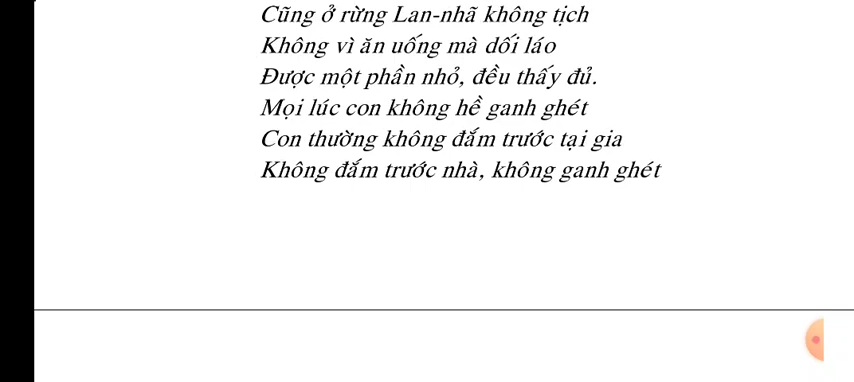 Cũng ở rừng Lan-nhã không tịch
Không vì ăn uống mà dối láo
Được một phần nhỏ, đều thấy đủ.
Mọi lúc con không hề ganh ghét
Con thường không đắm trước tại gia
Không đắm trước nhà, không ganh ghét